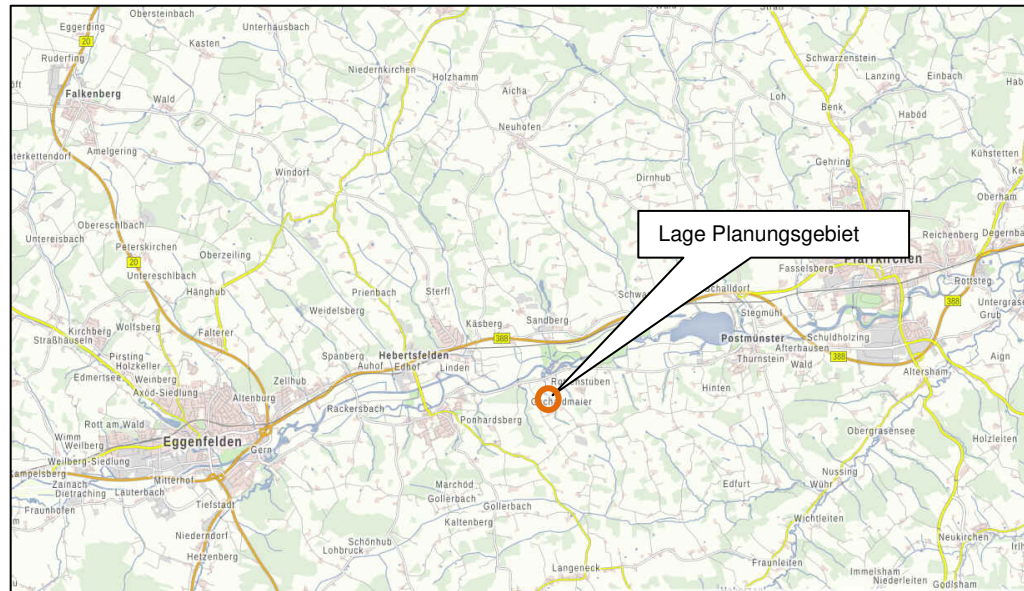 Obersteinbach
Eggerding
Unterhausbach
20
Kasten
Ruderfing
Niedernkirchen
Holzhamm
Schwarzenstein
Lanzing
Einbach
Falkenberg
Wald
Aicha
Loh
Benk
Haböd
Neuhofen
Amelgering
Kühstetten
Gehring
Windorf
Dirnhub
Oberham
Obereschlbach
Lage Planungsgebiet
Untereisbach
Peterskirchen
Oberzeiling
Reichenberg
20
Pfarrkirchen
Fasselsberg
Untereschlbach
Rottsteg
Hänghub
Prienbach
Sterfl
Weidelsberg
Stegmühl
388
Grub
Kirchberg
Wolfsberg
Käsberg
Sandberg
Straßhäuseln
Falterer
388
Postmünster
Schuldholzing
Pirsting
Spanberg
Hebertsfelden
Afterhausen
Aign
Holzkeller
Auhof
Edhof
Linden
Thurnstein
Wald
388
Edmertsee
Weinberg
Zellhub
Altersham
Axöd-Siedlung
Altenburg
Hinten
Rackersbach
Rott am Wald
Ponhardsberg
Obergrasensee
Wimm
Eggenfelden
Holzleiten
Weilberg
Gern
Weilberg-Siedlung
Nussing
Mitterhof
Zainach
Marchöd
Edfurt
Wühr
Dietraching
Lauterbach
Gollerbach
Fraunhofen
Tiefstadt
Gollerbach
Wichtleiten
Kaltenberg
Niederndorf
Schönhub
Neukirchen
Lohbruck
Hetzenberg
Langeneck
Fraunleiten
Immelsham
Niederleiten
Godlsham